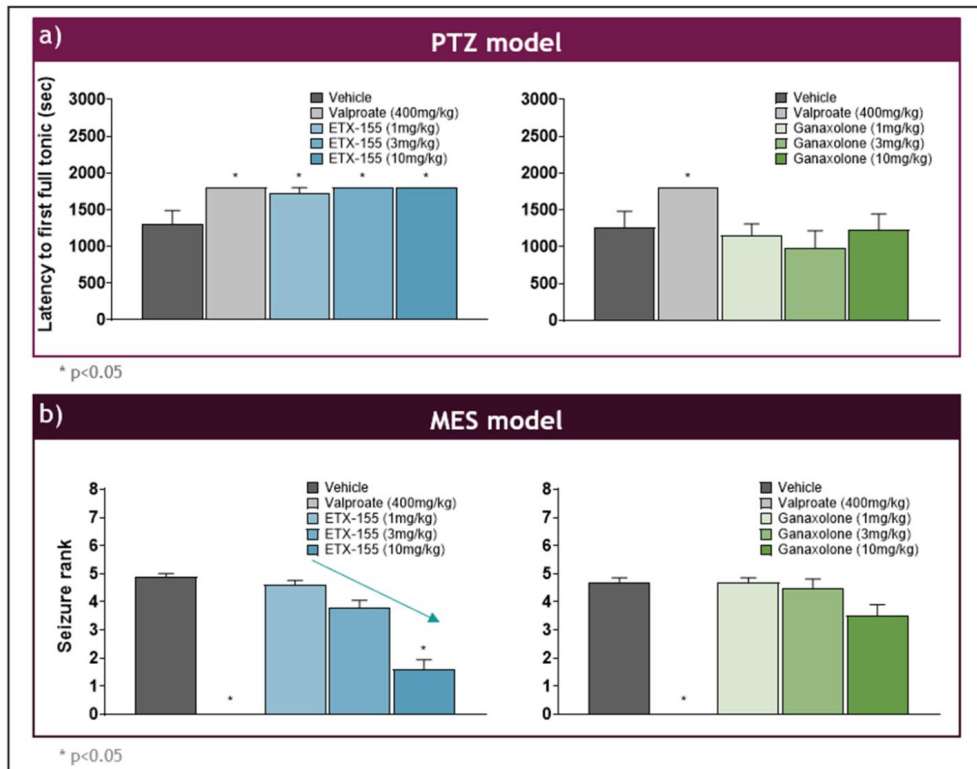 a)
PTZ model
Latency to first full tonic (sec)
3000
2500
2000
1500
1000
500
0
Vehicle
Valproate (400mg/kg)
ETX-155 (1mg/kg)
ETX-155 (3mg/kg)
ETX-155 (10mg/kg)
* * * *
3000
2500
2000
1500
1000
500
0
Vehicle
Valproate (400mg/kg)
Ganaxolone (1mg/kg)
Ganaxolone (3mg/kg)
Ganaxolone (10mg/kg)
*
* p<0.05
b)
MES model
Seizure rank
8
7
6
5
4
3
2
1
0
Vehicle
Valproate (400mg/kg)
ETX-155 (1mg/kg)
ETX-155 (3mg/kg)
ETX-155 (10mg/kg)
*
*
8
7
6
5
4
3
2
1
0
Vehicle
Valproate (400mg/kg)
Ganaxolone (1mg/kg)
Ganaxolone (3mg/kg)
Ganaxolone (10mg/kg)
*
* p<0.05